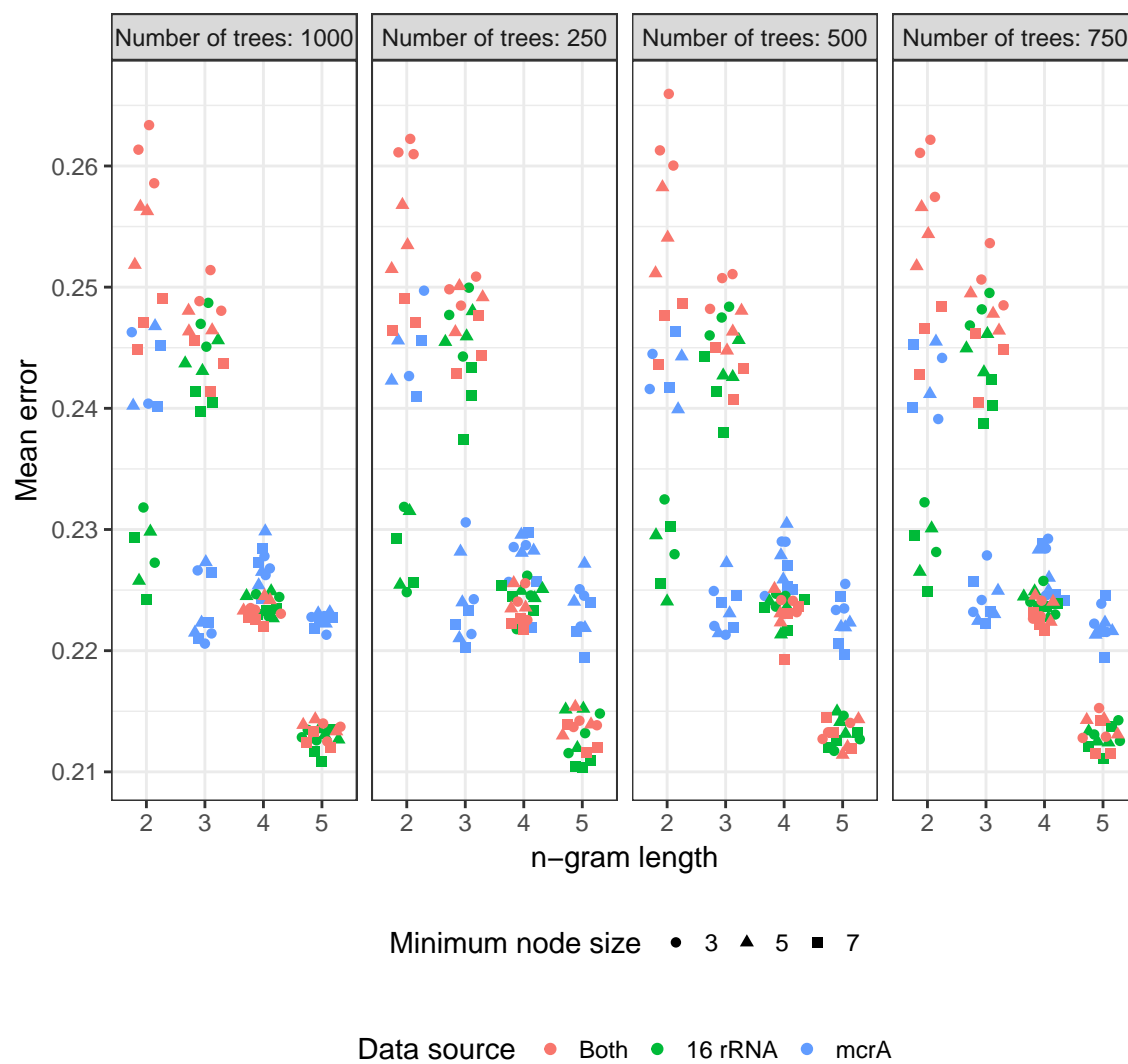 Number of trees: 1000 Number of trees: 250 Number of trees: 500 Number of trees: 750
Mean error
0.26
0.25
0.24
0.23
0.22
0.21
2 3 4 5 2 3 4 5 2 3 4 5 2 3 4 5
n−gram length
Minimum node size 3 5 7
Data source Both 16 rRNA mcrA